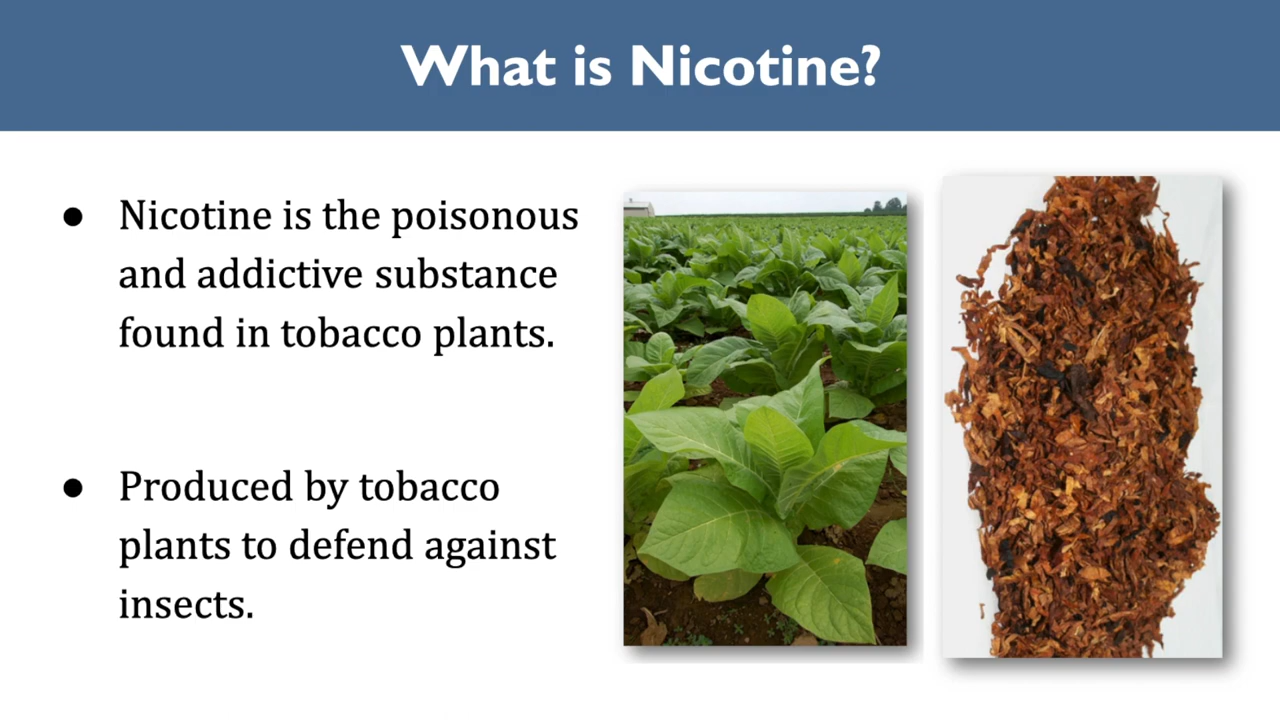 What is Nicotine?
● Nicotine is the poisonous
and addictive substance
found in tobacco plants.
● Produced by tobacco
plants to defend against
insects.